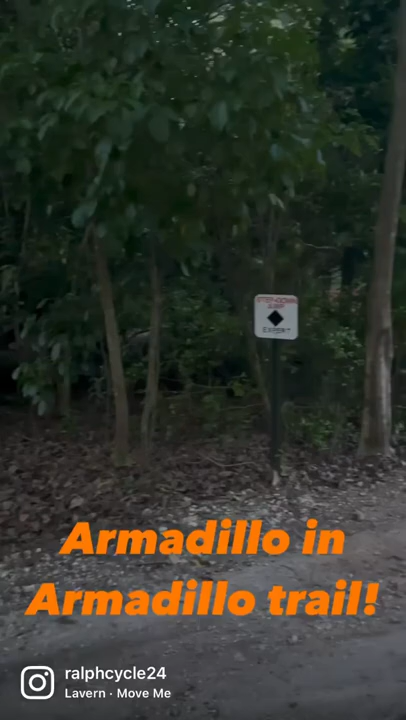 EXPERT
Armadillo in
Armadillo trail!
ralphcycle24
Lavern · Move Me